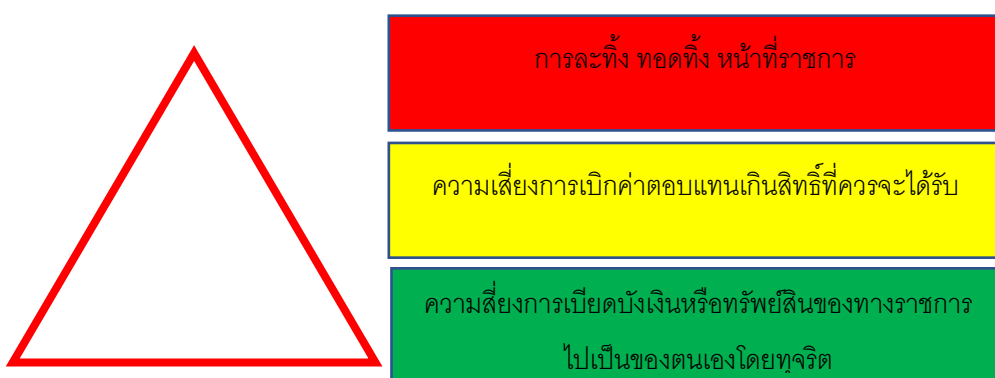 การละทิ้ง ทอดทิ้ง หน้าที่ราชการ
ความเสี่ยงการเบิกค่าตอบแทนเกินสิทธิ์ที่ควรจะได้รับ
ความสี่ยงการเบียดบังเงินหรือทรัพย์สินของทางราชการ
ไปเป็นของตนเองโดยทุจริต